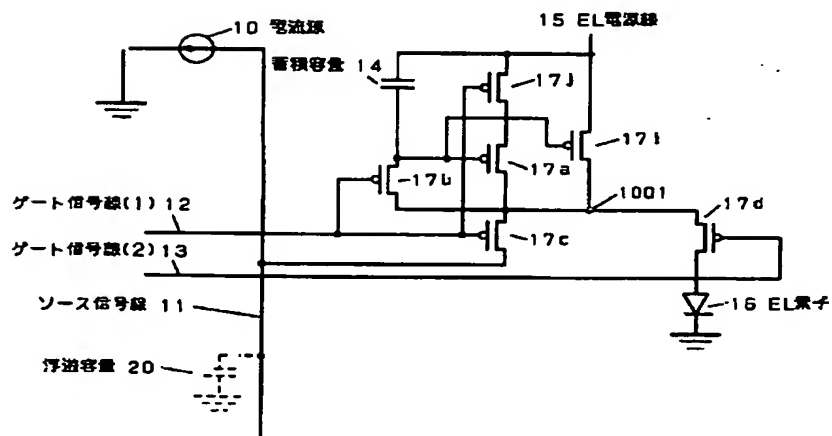 10 電流源
15 EL電源線
蓄積容量 14
17j
17i
17b
17a
1001
17d
ゲート信号線(1) 12
17c
ゲート信号線(2) 13
ソース信号線 11
16 EL素子
浮遊容量 20